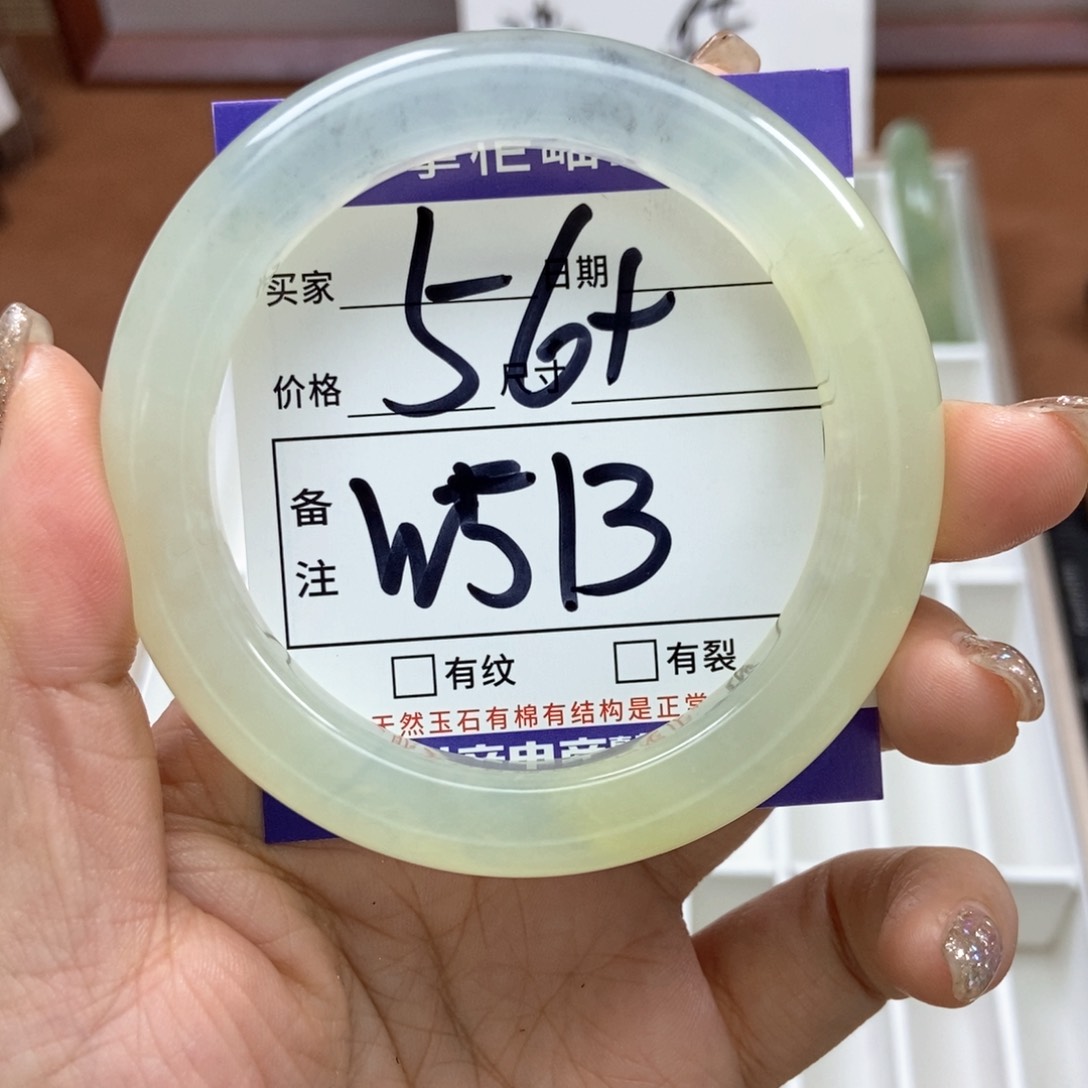 买家 日期
56+
价格 尺寸
备注 W513
有纹 有裂
天然玉石有棉有结构是正常